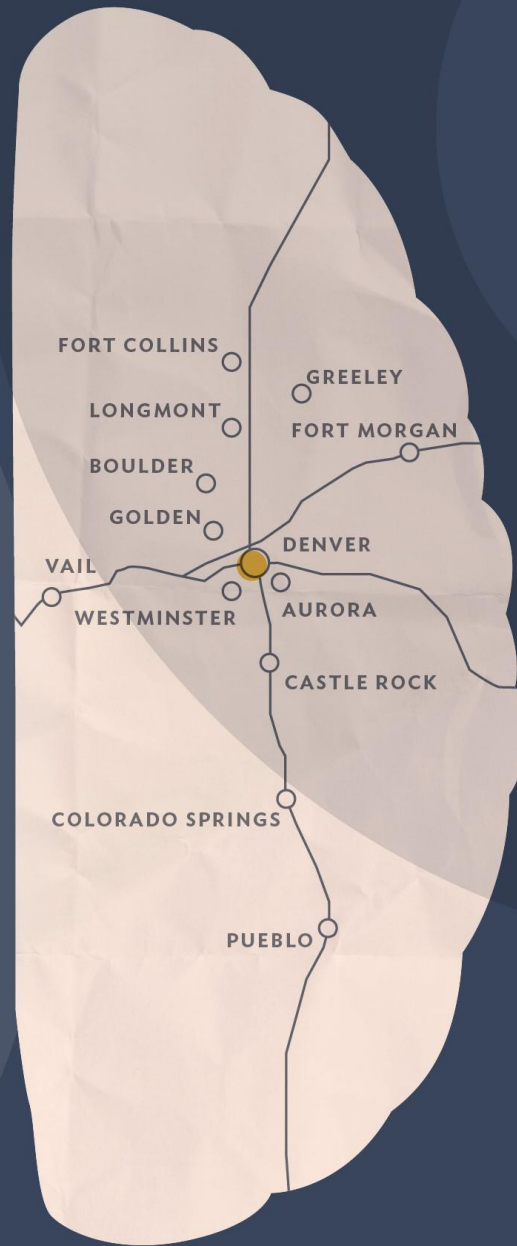 FORT COLLINS
GREELEY
LONGMONT
FORT MORGAN
BOULDER
GOLDEN
DENVER
VAIL
AURORA
WESTMINSTER
CASTLE ROCK
COLORADO SPRINGS
PUEBLO